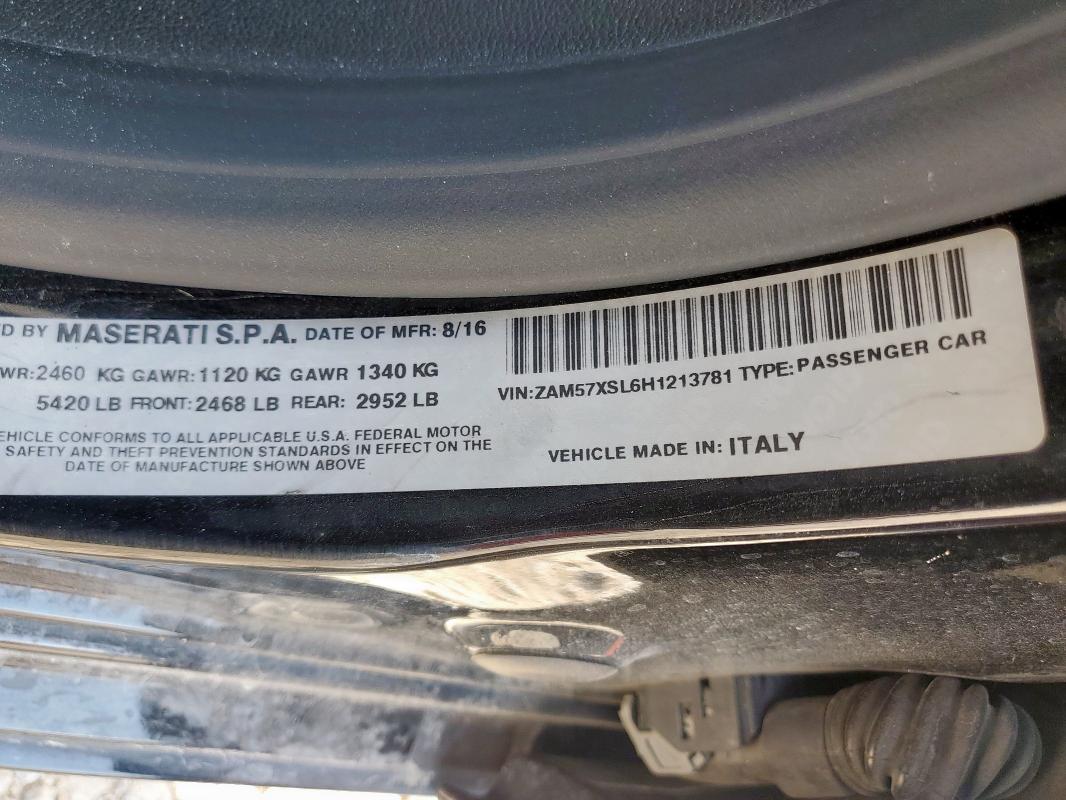 D BY MASERATI S.P.A. DATE OF MFR: 8/16
WR:2460 KG GAWR:1120 KG GAWR 1340 KG
5420 LB FRONT:2468 LB REAR: 2952 LB
EHICLE CONFORMS TO ALL APPLICABLE U.S.A. FEDERAL MOTOR
SAFETY AND THEFT PREVENTION STANDARDS IN EFFECT ON THE
DATE OF MANUFACTURE SHOWN ABOVE
VIN:ZAM57XSL6H1213781 TYPE:PASSENGER CAR
VEHICLE MADE IN: ITALY